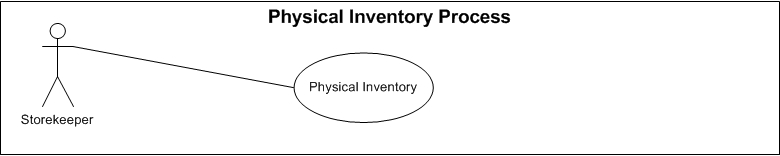 Physical Inventory Process
Physical Inventory
Storekeeper